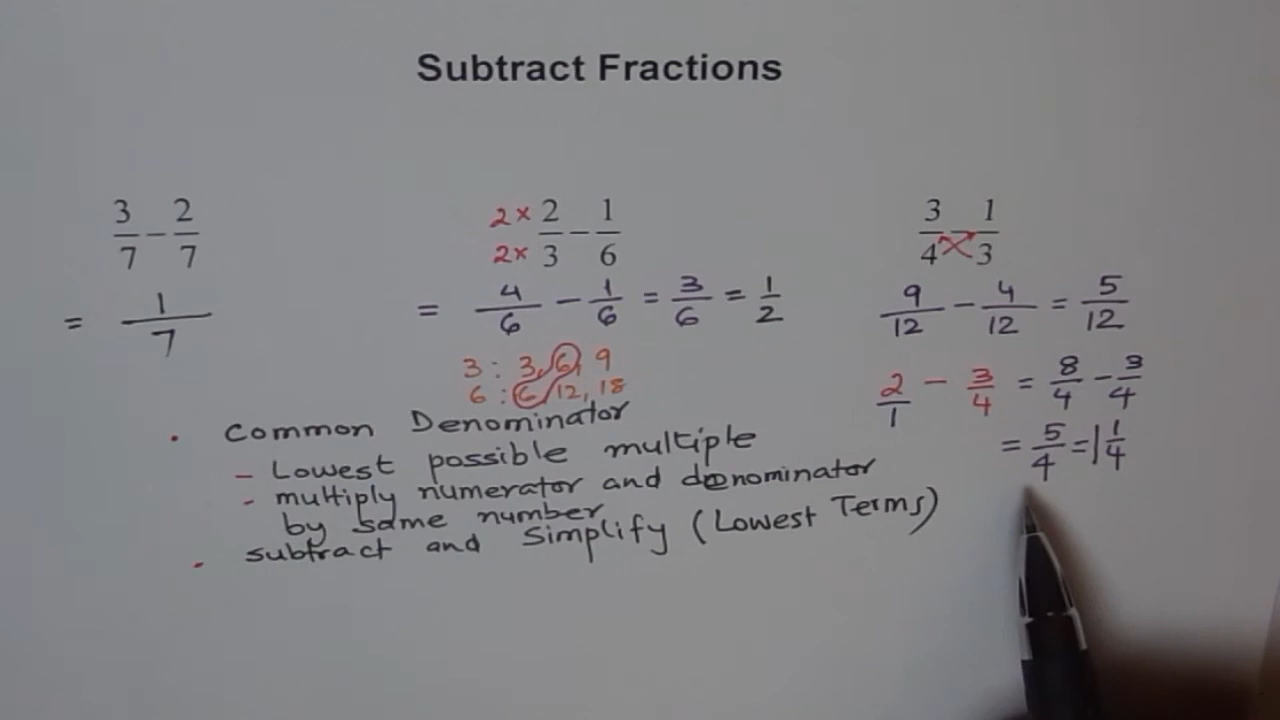 Subtract Fractions
3/7 − 2/7
= 1/7
2× 2/2× 3 − 1/6
= 4/6 − 1/6 = 3/6 = 1/2
3 : 3, 6, 9
6 : 6, 12, 18
3/4 − 1/3
9/12 − 4/12 = 5/12
2/1 − 3/4 = 8/4 − 3/4
= 5/4 = 1 1/4
• Common Denominator
– Lowest possible multiple
– multiply numerator and denominator
by same number
• subtract and Simplify (Lowest Terms)